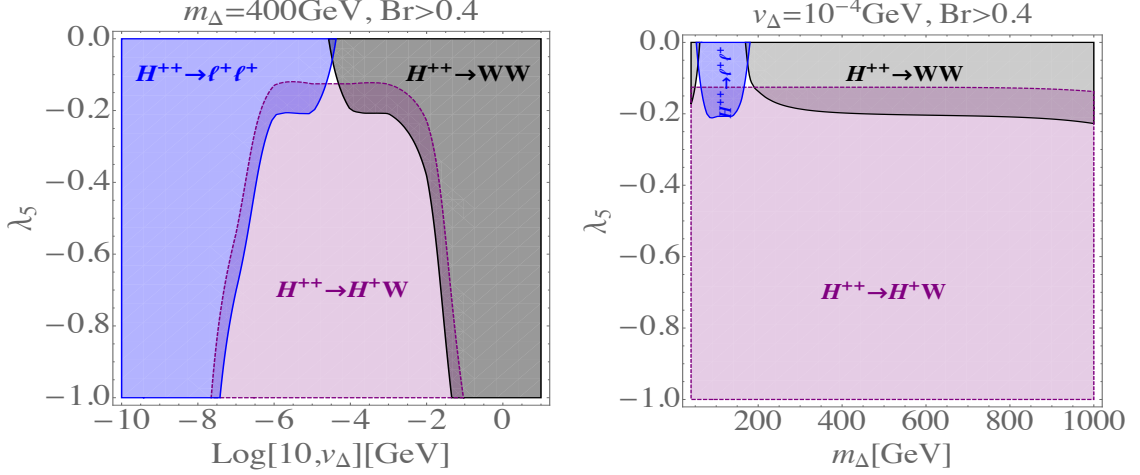 m_Δ=400GeV, Br>0.4
0.0
−0.2
−0.4
−0.6
−0.8
−1.0
λ₅
H⁺⁺→ℓ⁺ℓ⁺
H⁺⁺→WW
H⁺⁺→H⁺W
−10 −8 −6 −4 −2 0
Log[10,v_Δ][GeV]
v_Δ=10⁻⁴GeV, Br>0.4
0.0
−0.2
−0.4
−0.6
−0.8
−1.0
λ₅
H⁺⁺→ℓ⁺ℓ⁺
H⁺⁺→WW
H⁺⁺→H⁺W
200 400 600 800 1000
m_Δ[GeV]